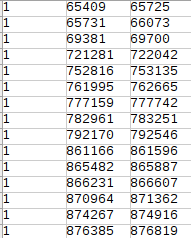 1 65409 65725
1 65731 66073
1 69381 69700
1 721281 722042
1 752816 753135
1 761995 762665
1 777159 777742
1 782961 783251
1 792170 792546
1 861166 861596
1 865482 865887
1 866231 866607
1 870964 871362
1 874267 874916
1 876385 876819